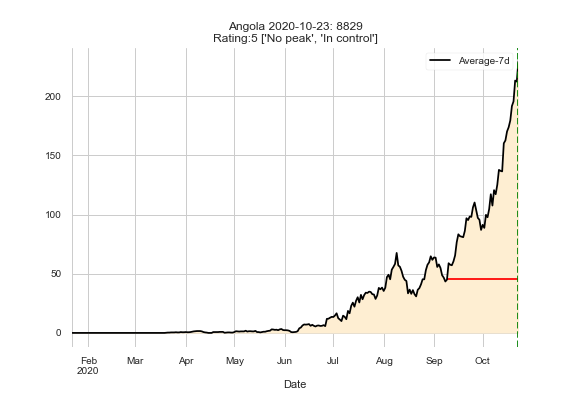 Angola 2020-10-23: 8829
Rating:5 ['No peak', 'In control']
Average-7d
200
150
100
50
0
Feb Mar Apr May Jun Jul Aug Sep Oct
2020
Date